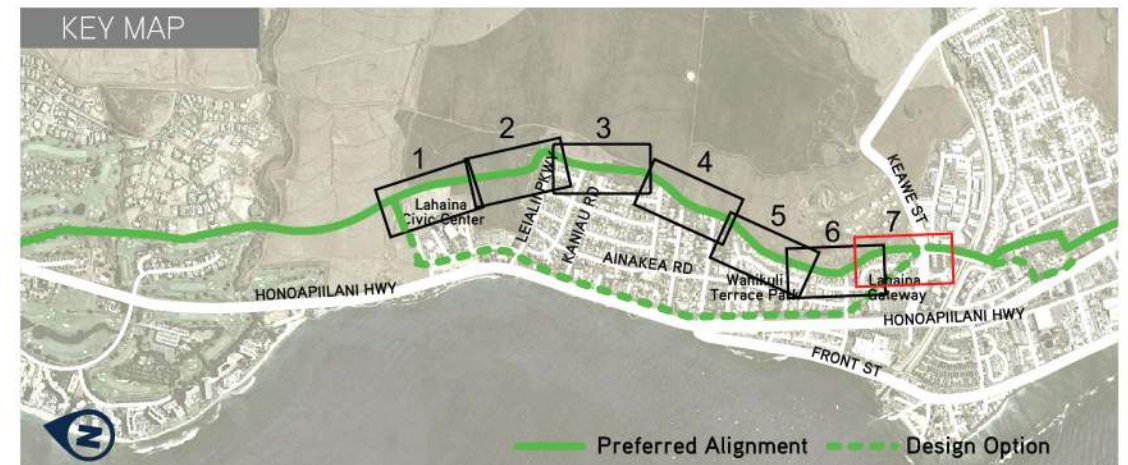 KEY MAP
1
2
3
4
5
6
7
Lahaina
Civic Center
LEIALII PKWY
KANIAU RD
AINAKEA RD
Wahikuli
Terrace Park
KEAWE ST
Lahaina
Gateway
HONOAPIILANI HWY
HONOAPIILANI HWY
FRONT ST
N
Preferred Alignment
Design Option